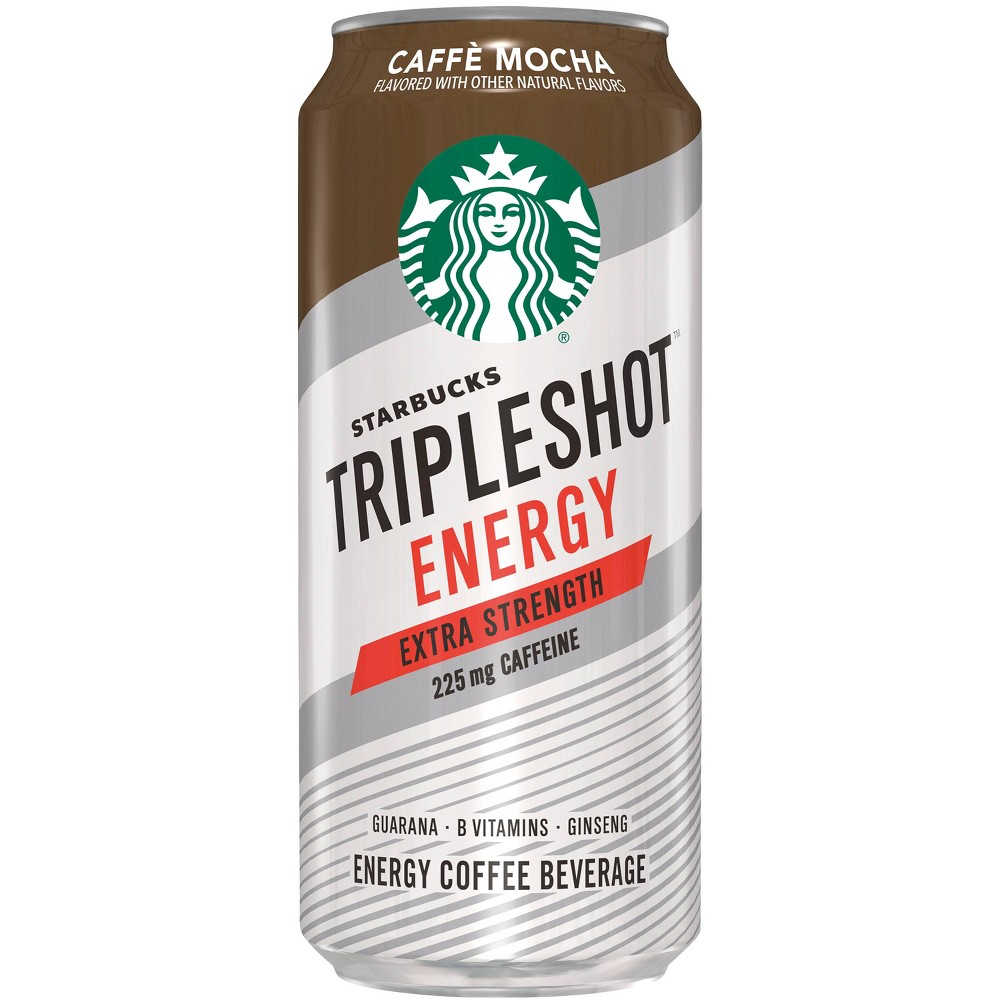 CAFFÈ MOCHA
FLAVORED WITH OTHER NATURAL FLAVORS
®
STARBUCKS
TRIPLESHOT™
ENERGY
EXTRA STRENGTH
225 mg CAFFEINE
GUARANA · B VITAMINS · GINSENG
ENERGY COFFEE BEVERAGE